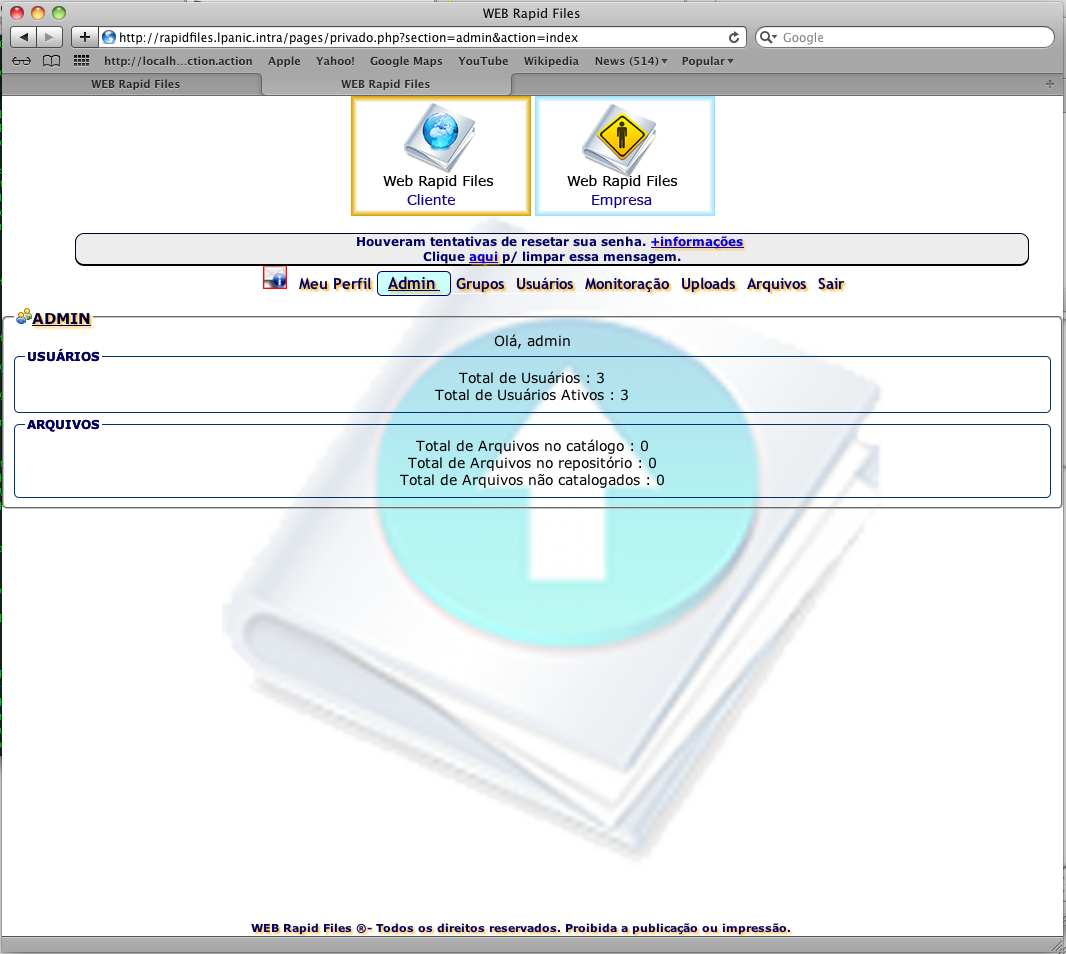 WEB Rapid Files
http://rapidfiles.lpanic.intra/pages/privado.php?section=admin&action=index
Google
http://localh...ction.action Apple Yahoo! Google Maps YouTube Wikipedia News (514) Popular
WEB Rapid Files WEB Rapid Files
Web Rapid Files Web Rapid Files
Cliente Empresa
Houveram tentativas de resetar sua senha. +informações
Clique aqui p/ limpar essa mensagem.
Meu Perfil Admin Grupos Usuários Monitoração Uploads Arquivos Sair
ADMIN
Olá, admin
USUÁRIOS
Total de Usuários : 3
Total de Usuários Ativos : 3
ARQUIVOS
Total de Arquivos no catálogo : 0
Total de Arquivos no repositório : 0
Total de Arquivos não catalogados : 0
WEB Rapid Files ®- Todos os direitos reservados. Proibida a publicação ou impressão.